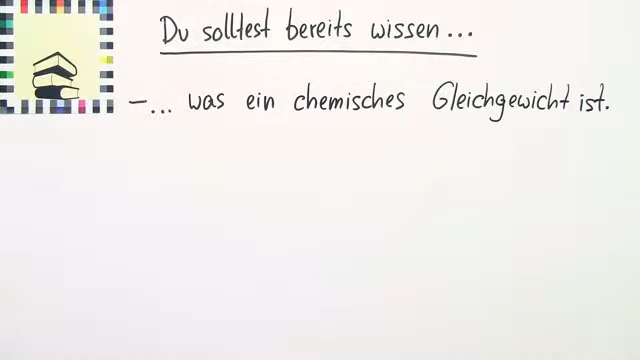 Du solltest bereits wissen...
–... was ein chemisches Gleichgewicht ist.